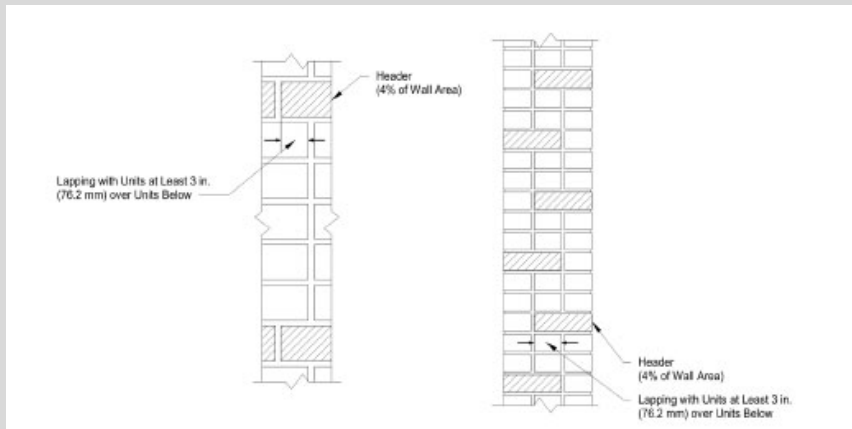 Header
(4% of Wall Area)
Lapping with Units at Least 3 in.
(76.2 mm) over Units Below
Header
(4% of Wall Area)
Lapping with Units at Least 3 in.
(76.2 mm) over Units Below